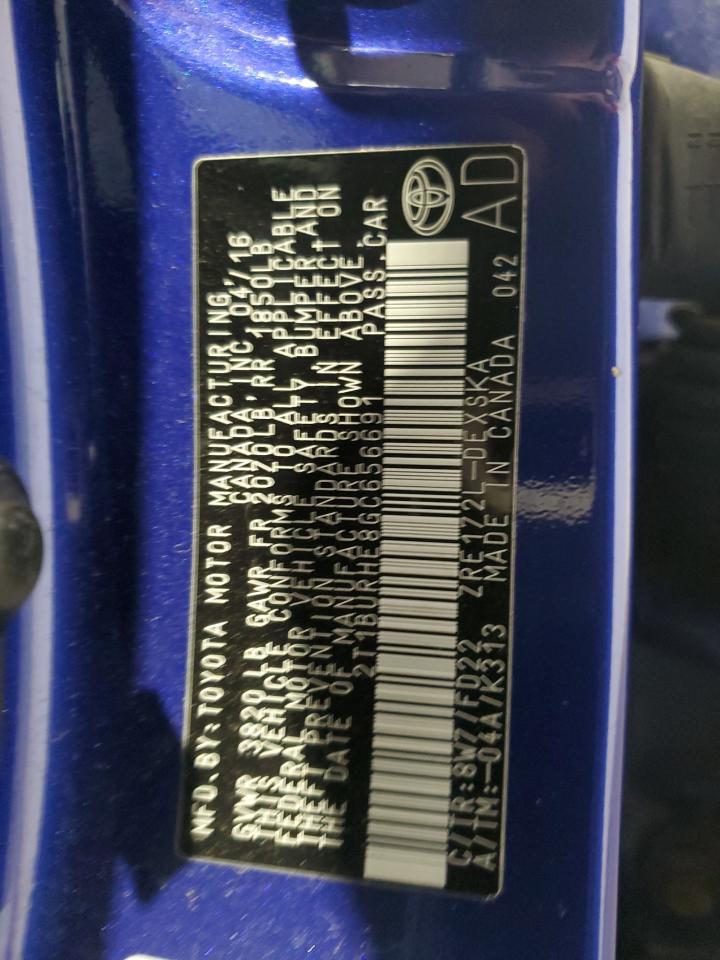 MFD.BY:TOYOTA MOTOR MANUFACTURING
CANADA, INC. 04/16
GVWR 3820LB GAWR FR 2020LB RR 1850LB
THIS VEHICLE CONFORMS TO ALL APPLICABLE
FEDERAL MOTOR VEHICLE SAFETY, BUMPER, AND
THEFT PREVENTION STANDARDS IN EFFECT ON
THE DATE OF MANUFACTURE SHOWN ABOVE.
2T1BURHE8GC656691 PASS.CAR
C/TR:8W7/FD22 ZRE172L-DEXSKA
A/TM:-04A/K313 MADE IN CANADA 042
AD